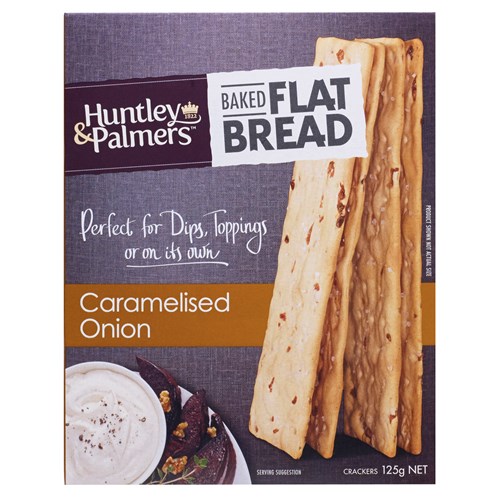 Huntley
1822
&Palmers™
BAKED FLAT
BREAD
Perfect for Dips, Toppings
or on its own
PRODUCT SHOWN NOT ACTUAL SIZE
Caramelised
Onion
SERVING SUGGESTION
CRACKERS 125g NET